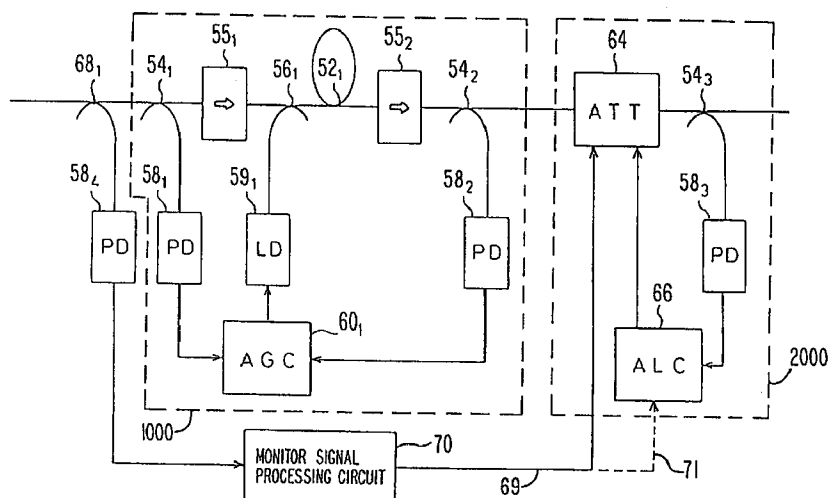 55₁
55₂
64
68₁
54₁
56₁
52₁
54₂
54₃
ATT
58₄
58₁
59₁
58₂
58₃
PD
PD
LD
PD
PD
60₁
66
AGC
ALC
2000
1000
70
MONITOR SIGNAL
PROCESSING CIRCUIT
69
71